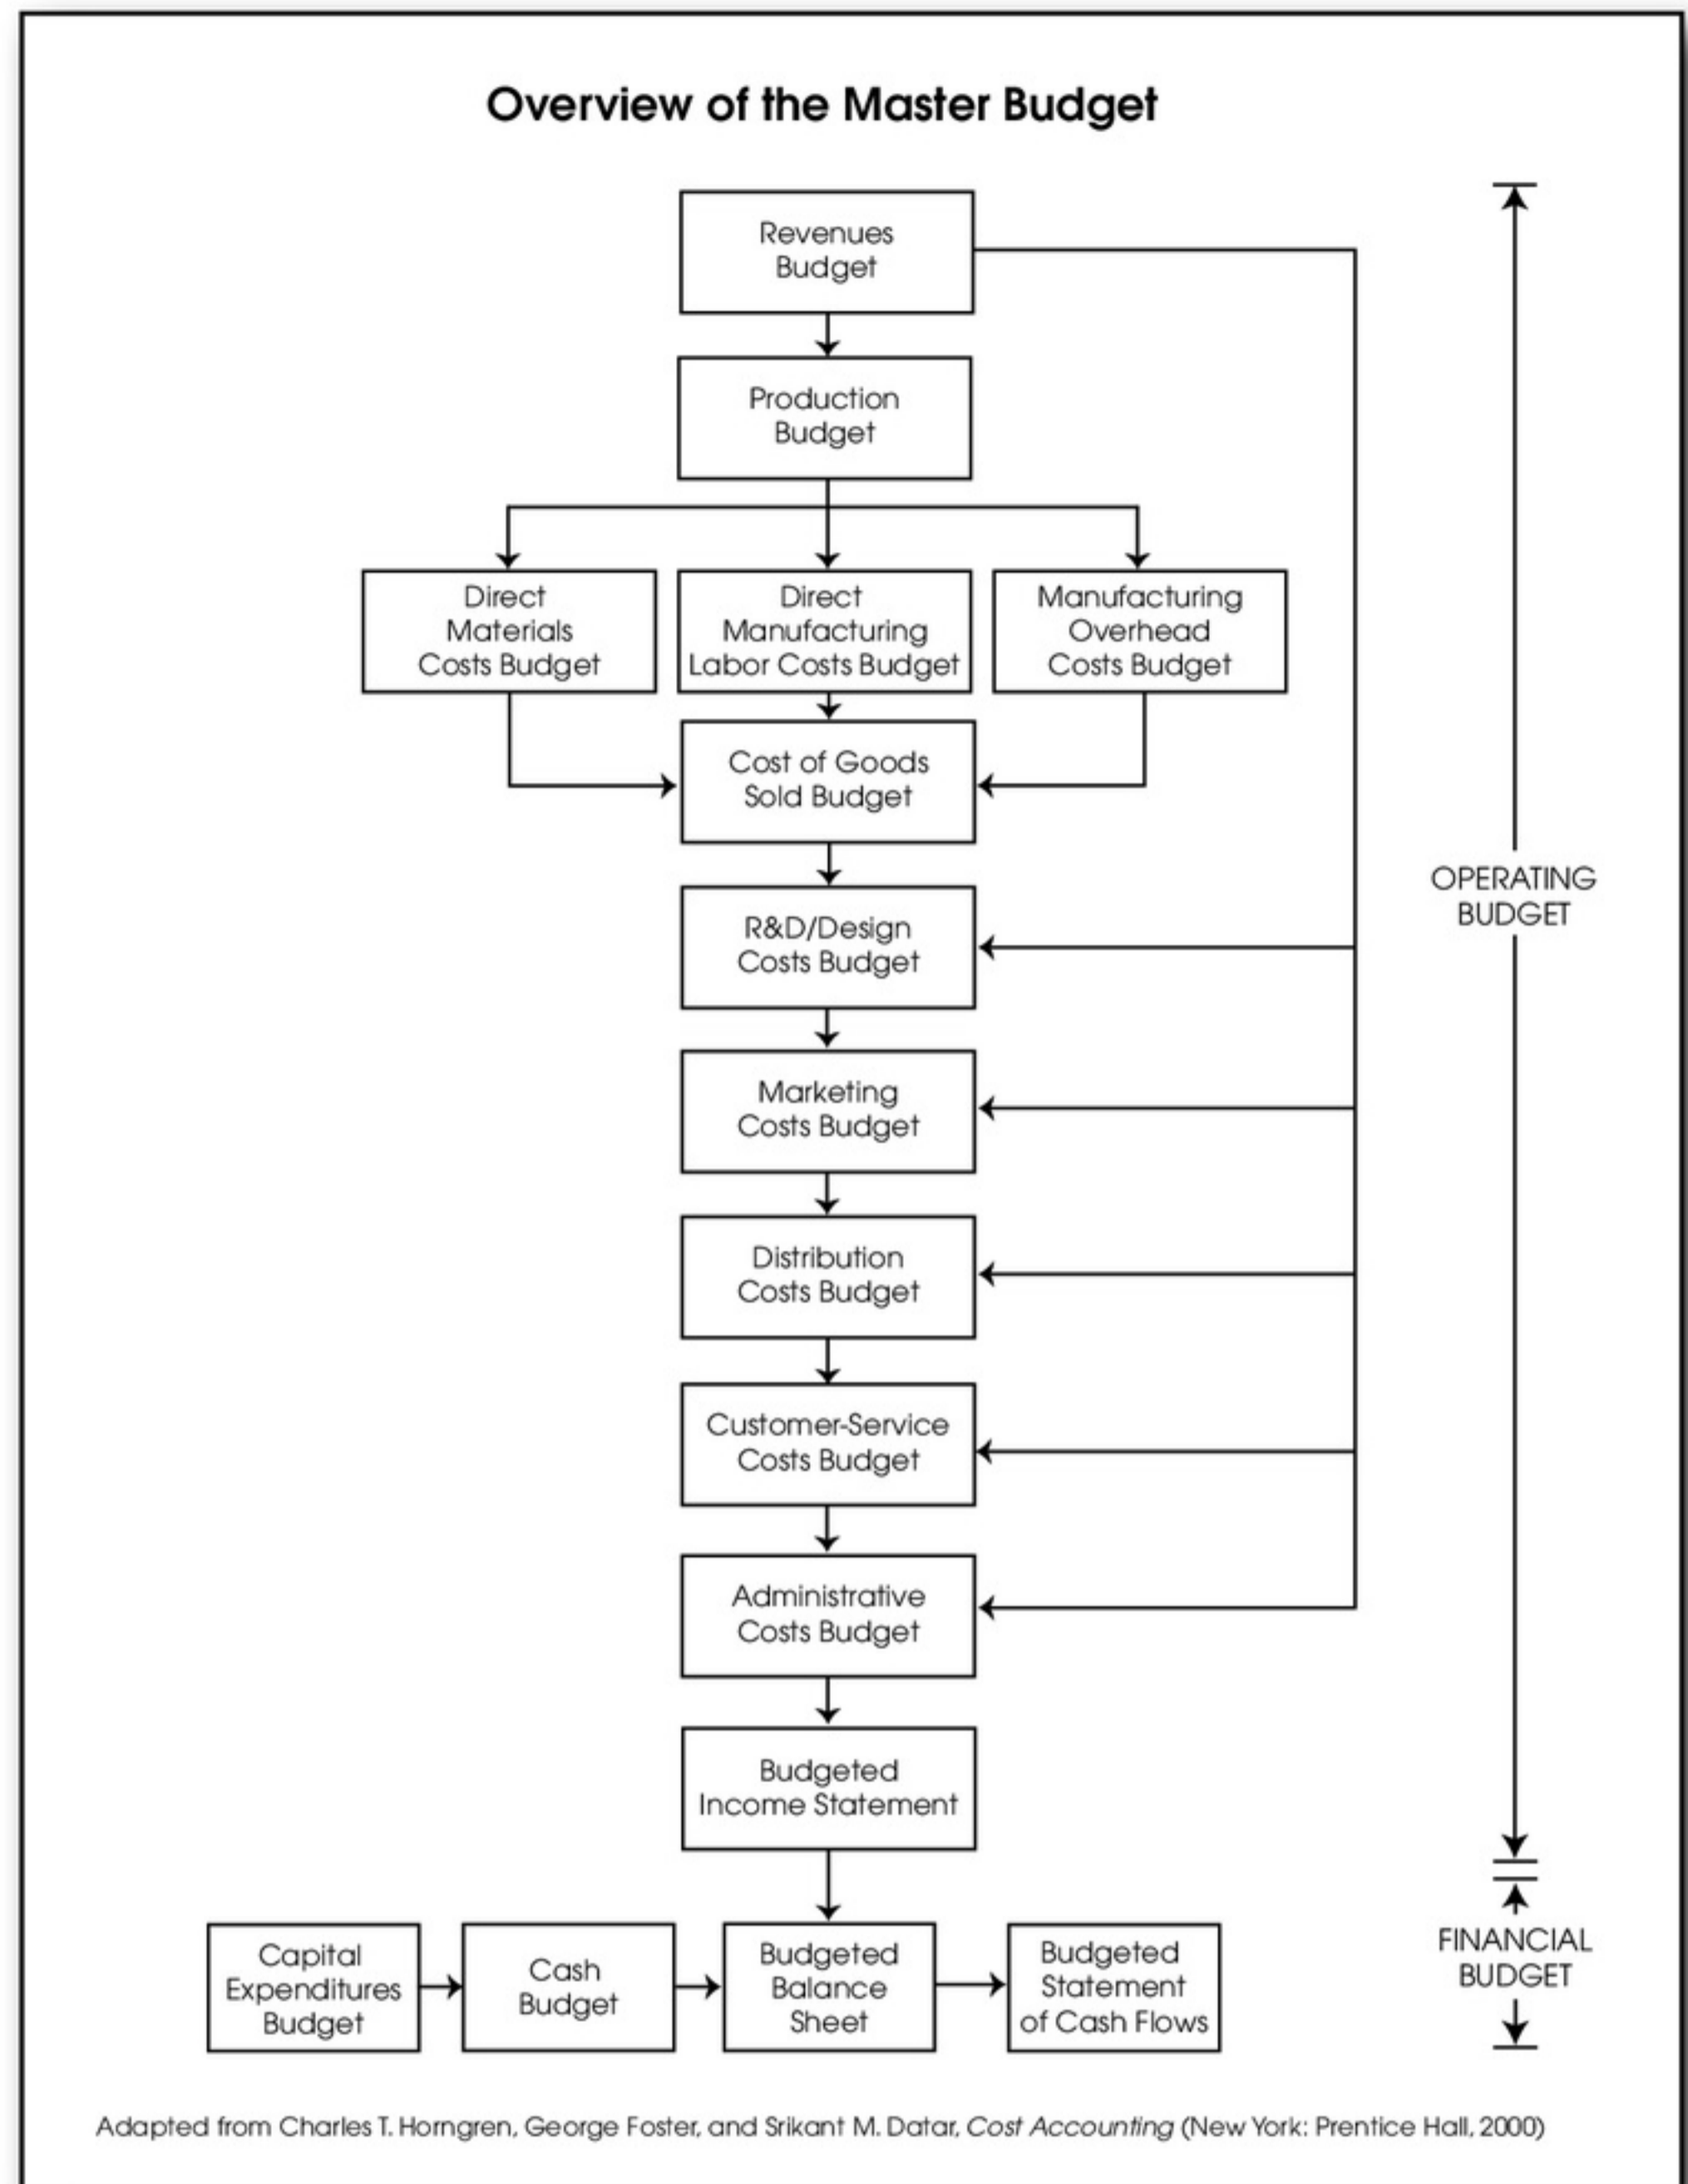 Overview of the Master Budget
Revenues
Budget
Production
Budget
Direct
Materials
Costs Budget
Direct
Manufacturing
Labor Costs Budget
Manufacturing
Overhead
Costs Budget
Cost of Goods
Sold Budget
OPERATING
BUDGET
R&D/Design
Costs Budget
Marketing
Costs Budget
Distribution
Costs Budget
Customer-Service
Costs Budget
Administrative
Costs Budget
Budgeted
Income Statement
Capital
Expenditures
Budget
Cash
Budget
Budgeted
Balance
Sheet
Budgeted
Statement
of Cash Flows
FINANCIAL
BUDGET
Adapted from Charles T. Horngren, George Foster, and Srikant M. Datar, Cost Accounting (New York: Prentice Hall, 2000)